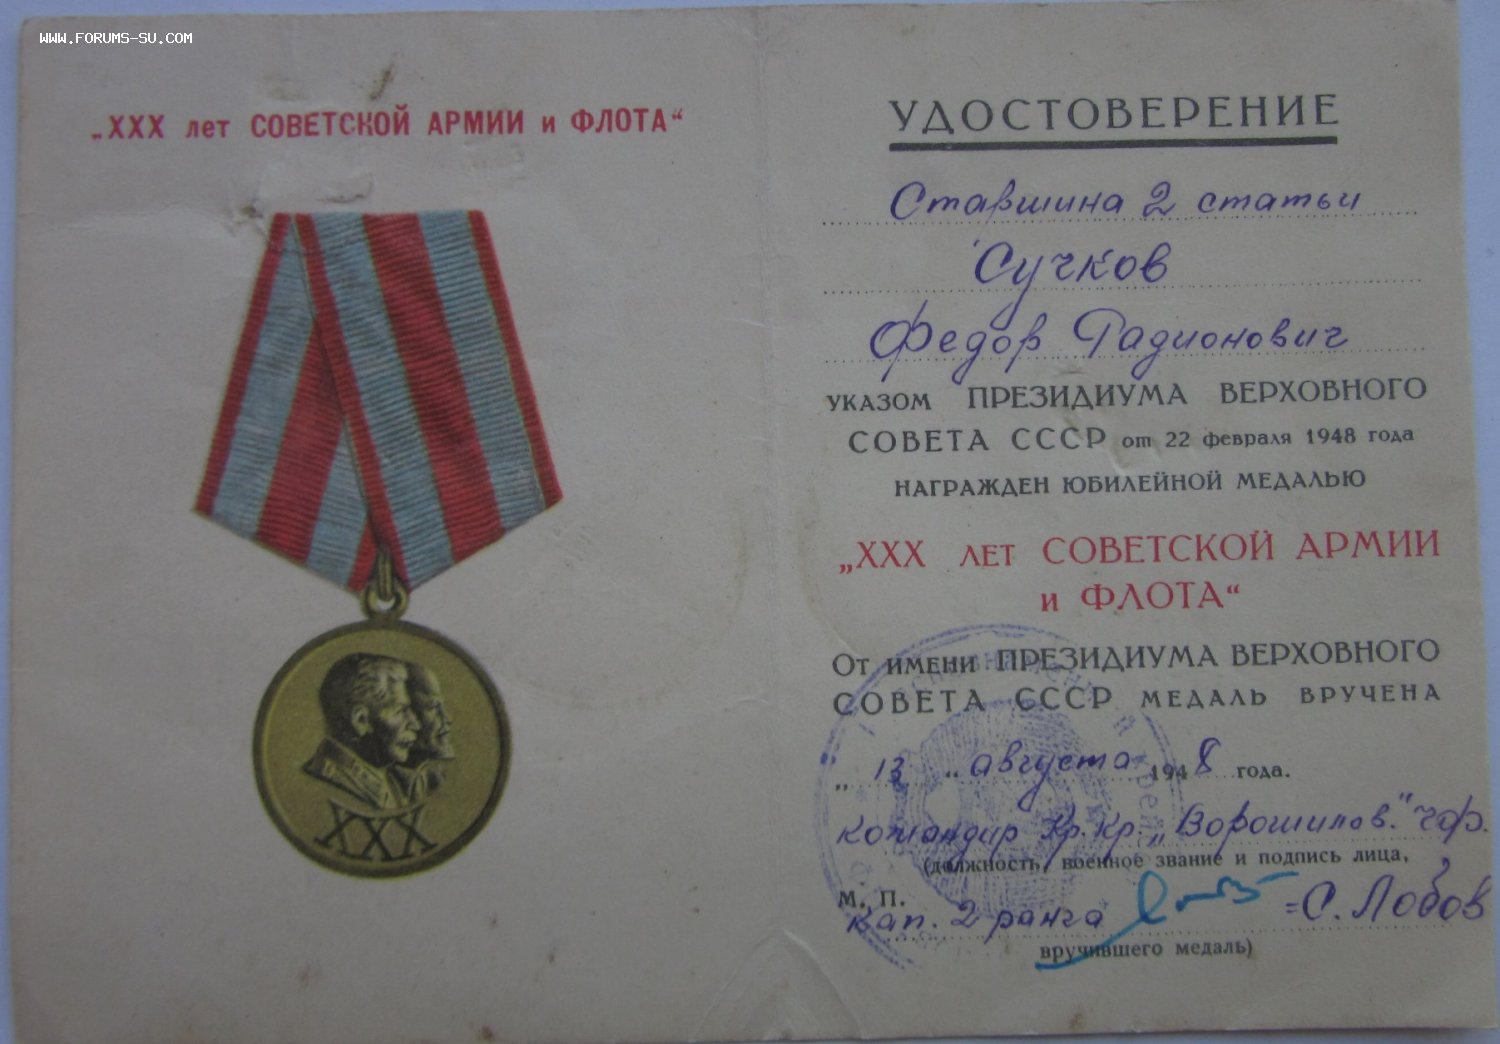 WWW.FORUMS-SU.COM
„XXX лет СОВЕТСКОЙ АРМИИ и ФЛОТА“
XXX
УДОСТОВЕРЕНИЕ
Ставшина 2 статьи
Сучков
Федор Радионович
УКАЗОМ ПРЕЗИДИУМА ВЕРХОВНОГО
СОВЕТА СССР от 22 февраля 1948 года
НАГРАЖДЕН ЮБИЛЕЙНОЙ МЕДАЛЬЮ
„XXX ЛЕТ СОВЕТСКОЙ АРМИИ
И ФЛОТА“
ОТ ИМЕНИ ПРЕЗИДИУМА ВЕРХОВНОГО
СОВЕТА СССР МЕДАЛЬ ВРУЧЕНА
„13“ августа 1948 года.
командир Кр. кр. „Ворошилов“
(должность, военное звание и подпись лица,
М. П.
кап. 2 ранга =С. Лобов
вручившего медаль)